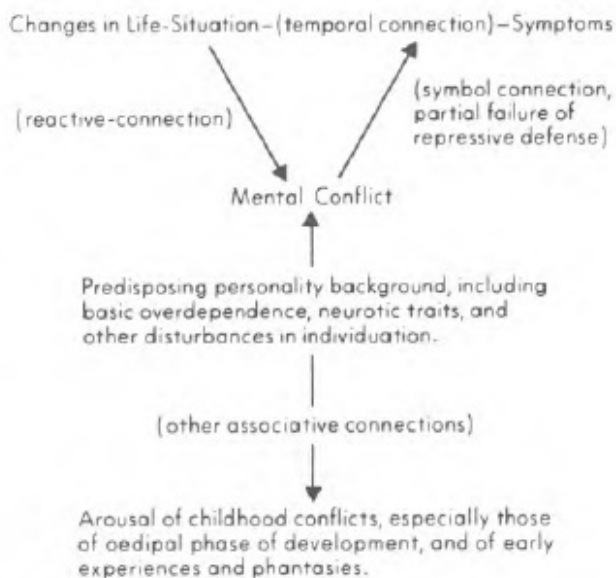 Changes in Life-Situation–(temporal connection)–Symptoms
(reactive-connection)
(symbol connection,
partial failure of
repressive defense)
Mental Conflict
Predisposing personality background, including
basic overdependence, neurotic traits, and
other disturbances in individuation.
(other associative connections)
Arousal of childhood conflicts, especially those
of oedipal phase of development, and of early
experiences and phantasies.